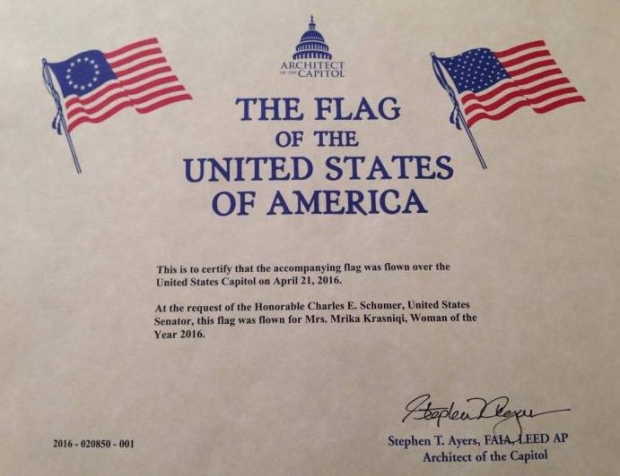 ARCHITECT
OF THE CAPITOL
THE FLAG
OF THE
UNITED STATES
OF AMERICA
This is to certify that the accompanying flag was flown over the
United States Capitol on April 21, 2016.
At the request of the Honorable Charles E. Schumer, United States
Senator, this flag was flown for Mrs. Mrika Krasniqi, Woman of the
Year 2016.
Stephen T. Ayers
Stephen T. Ayers, FAIA, LEED AP
Architect of the Capitol
2016 - 020850 - 001